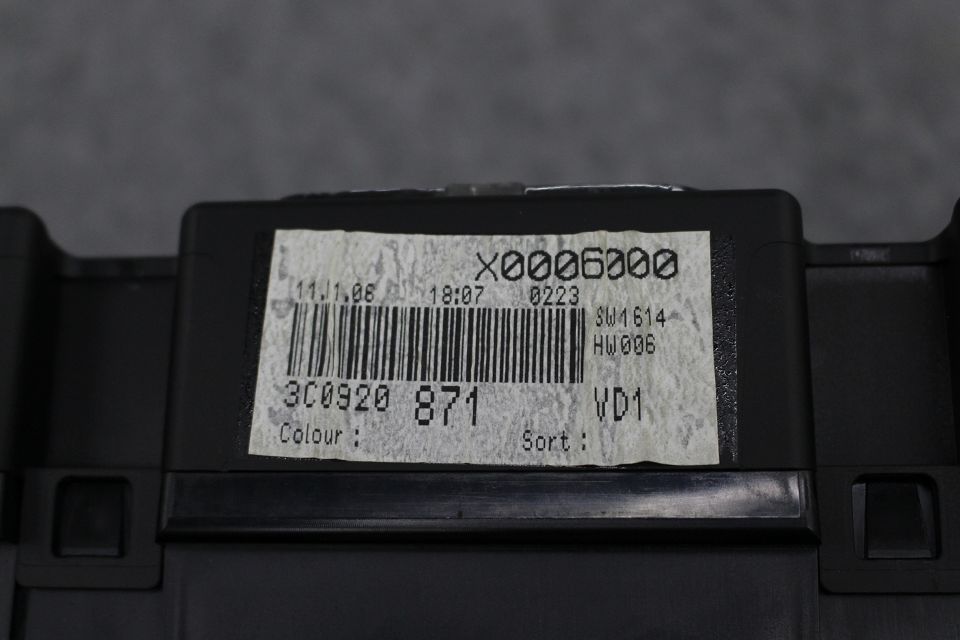 X0006000
11.11.06 18:07 0223
SW1614
HW006
3C0920 871 VD1
Colour : Sort :